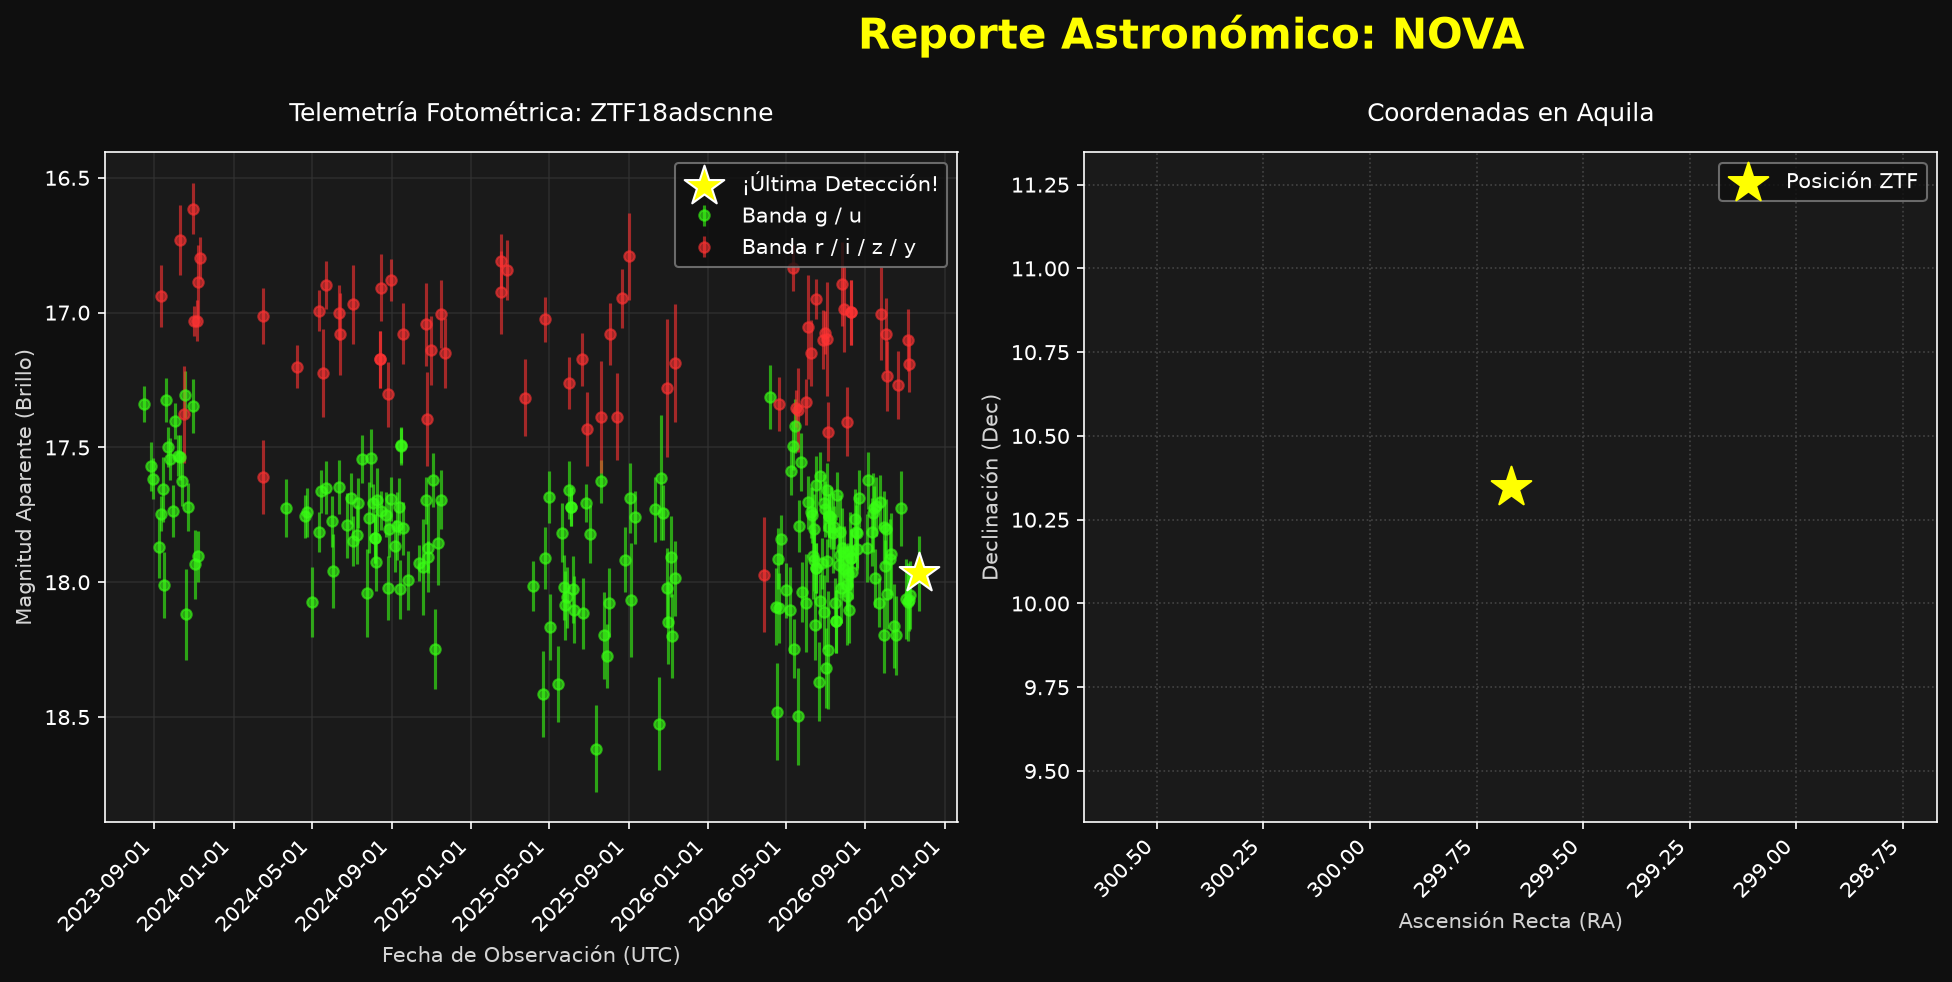 Reporte Astronómico: NOVA
Telemetría Fotométrica: ZTF18adscnne
¡Última Detección!
Banda g / u
Banda r / i / z / y
Magnitud Aparente (Brillo)
16.5
17.0
17.5
18.0
18.5
2023-09-01
2024-01-01
2024-05-01
2024-09-01
2025-01-01
2025-05-01
2025-09-01
2026-01-01
2026-05-01
2026-09-01
2027-01-01
Fecha de Observación (UTC)
Coordenadas en Aquila
Posición ZTF
Declinación (Dec)
11.25
11.00
10.75
10.50
10.25
10.00
9.75
9.50
300.50
300.25
300.00
299.75
299.50
299.25
299.00
298.75
Ascensión Recta (RA)